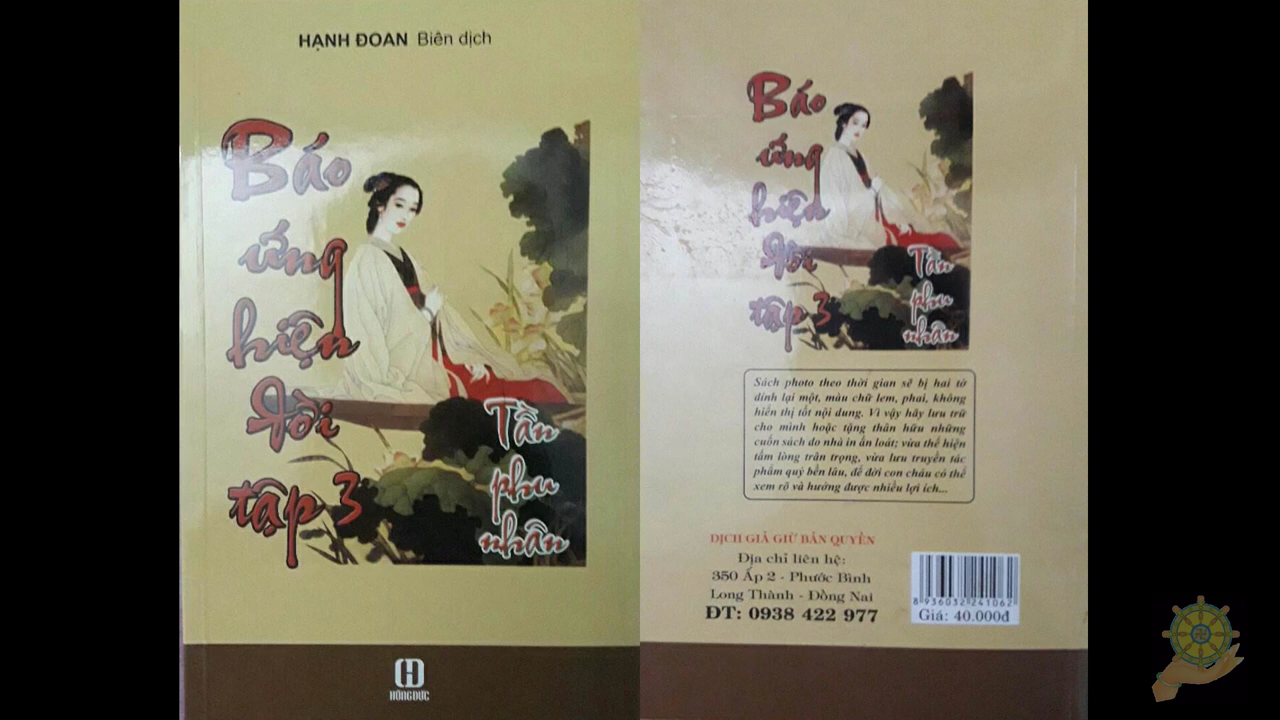 HẠNH ĐOAN Biên dịch
Báo
ứng
hiện
đời
tập 3
Tần
phu
nhân
HỒNG ĐỨC
Báo
ứng
hiện
đời
tập 3
Tần
phu
nhân
Sách photo theo thời gian sẽ bị hai tờ
dính lại một, màu chữ lem, phai, không
hiển thị tốt nội dung. Vì vậy hãy lưu trữ
cho mình hoặc tặng thân hữu những
cuốn sách do nhà in ấn loát; vừa thể hiện
tấm lòng trân trọng, vừa lưu truyền tác
phẩm quý bền lâu, để đời con cháu có thể
xem rõ và hưởng được nhiều lợi ích...
DỊCH GIẢ GIỮ BẢN QUYỀN
Địa chỉ liên hệ:
350 Ấp 2 - Phước Bình
Long Thành - Đồng Nai
ĐT: 0938 422 977
8 936032 241062
Giá: 40.000đ